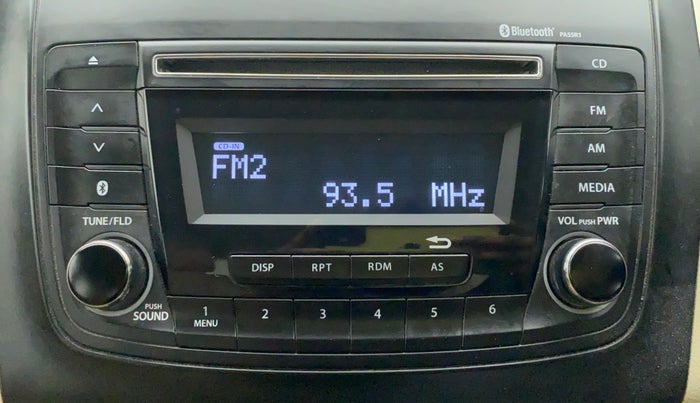 Bluetooth® PASSR1
CD
CD-IN
FM2
93.5 MHz
FM
AM
MEDIA
TUNE/FLD
VOL PUSH PWR
DISP RPT RDM AS
PUSH
SOUND
1 2 3 4 5 6
MENU